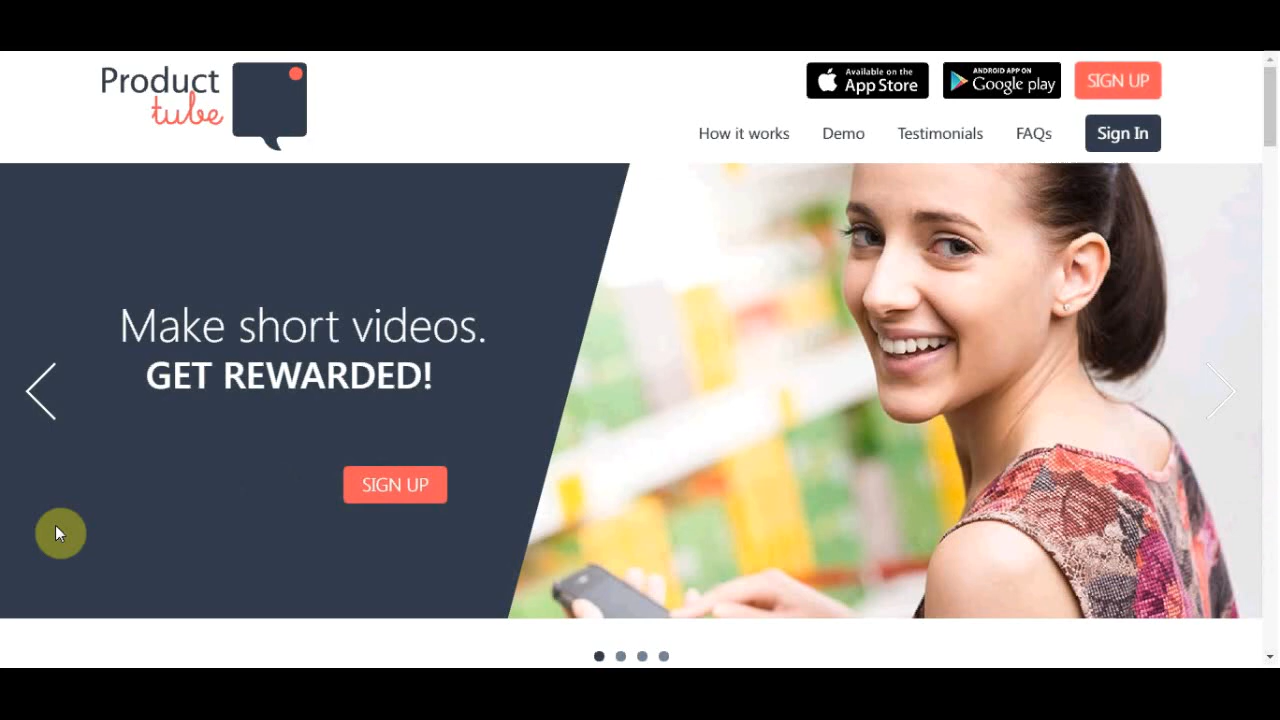 Product
tube
Available on the
App Store
ANDROID APP ON
Google play
SIGN UP
How it works
Demo
Testimonials
FAQs
Sign In
Make short videos.
GET REWARDED!
SIGN UP